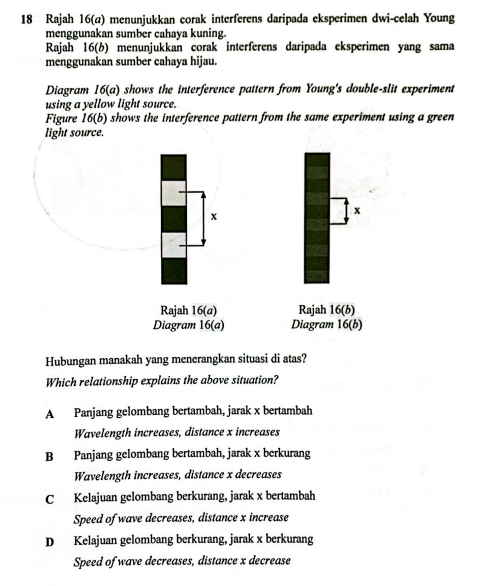 18 Rajah 16(a) menunjukkan corak interferens daripada eksperimen dwi-celah Young
menggunakan sumber cahaya kuning.
Rajah 16(b) menunjukkan corak interferens daripada eksperimen yang sama
menggunakan sumber cahaya hijau.
Diagram 16(a) shows the interference pattern from Young's double-slit experiment
using a yellow light source.
Figure 16(b) shows the interference pattern from the same experiment using a green
light source.
x
x
Rajah 16(a)
Diagram 16(a)
Rajah 16(b)
Diagram 16(b)
Hubungan manakah yang menerangkan situasi di atas?
Which relationship explains the above situation?
A Panjang gelombang bertambah, jarak x bertambah
Wavelength increases, distance x increases
B Panjang gelombang bertambah, jarak x berkurang
Wavelength increases, distance x decreases
C Kelajuan gelombang berkurang, jarak x bertambah
Speed of wave decreases, distance x increase
D Kelajuan gelombang berkurang, jarak x berkurang
Speed of wave decreases, distance x decrease